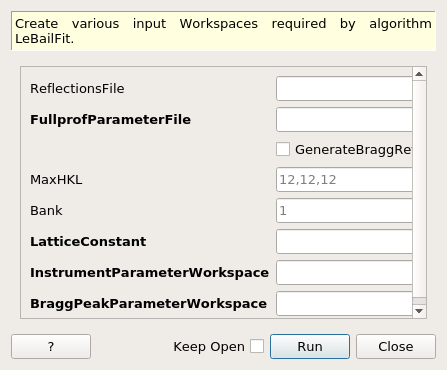 Create various input Workspaces required by algorithm
LeBailFit.
ReflectionsFile
FullprofParameterFile
GenerateBraggRe
MaxHKL 12,12,12
Bank 1
LatticeConstant
InstrumentParameterWorkspace
BraggPeakParameterWorkspace
? Keep Open Run Close